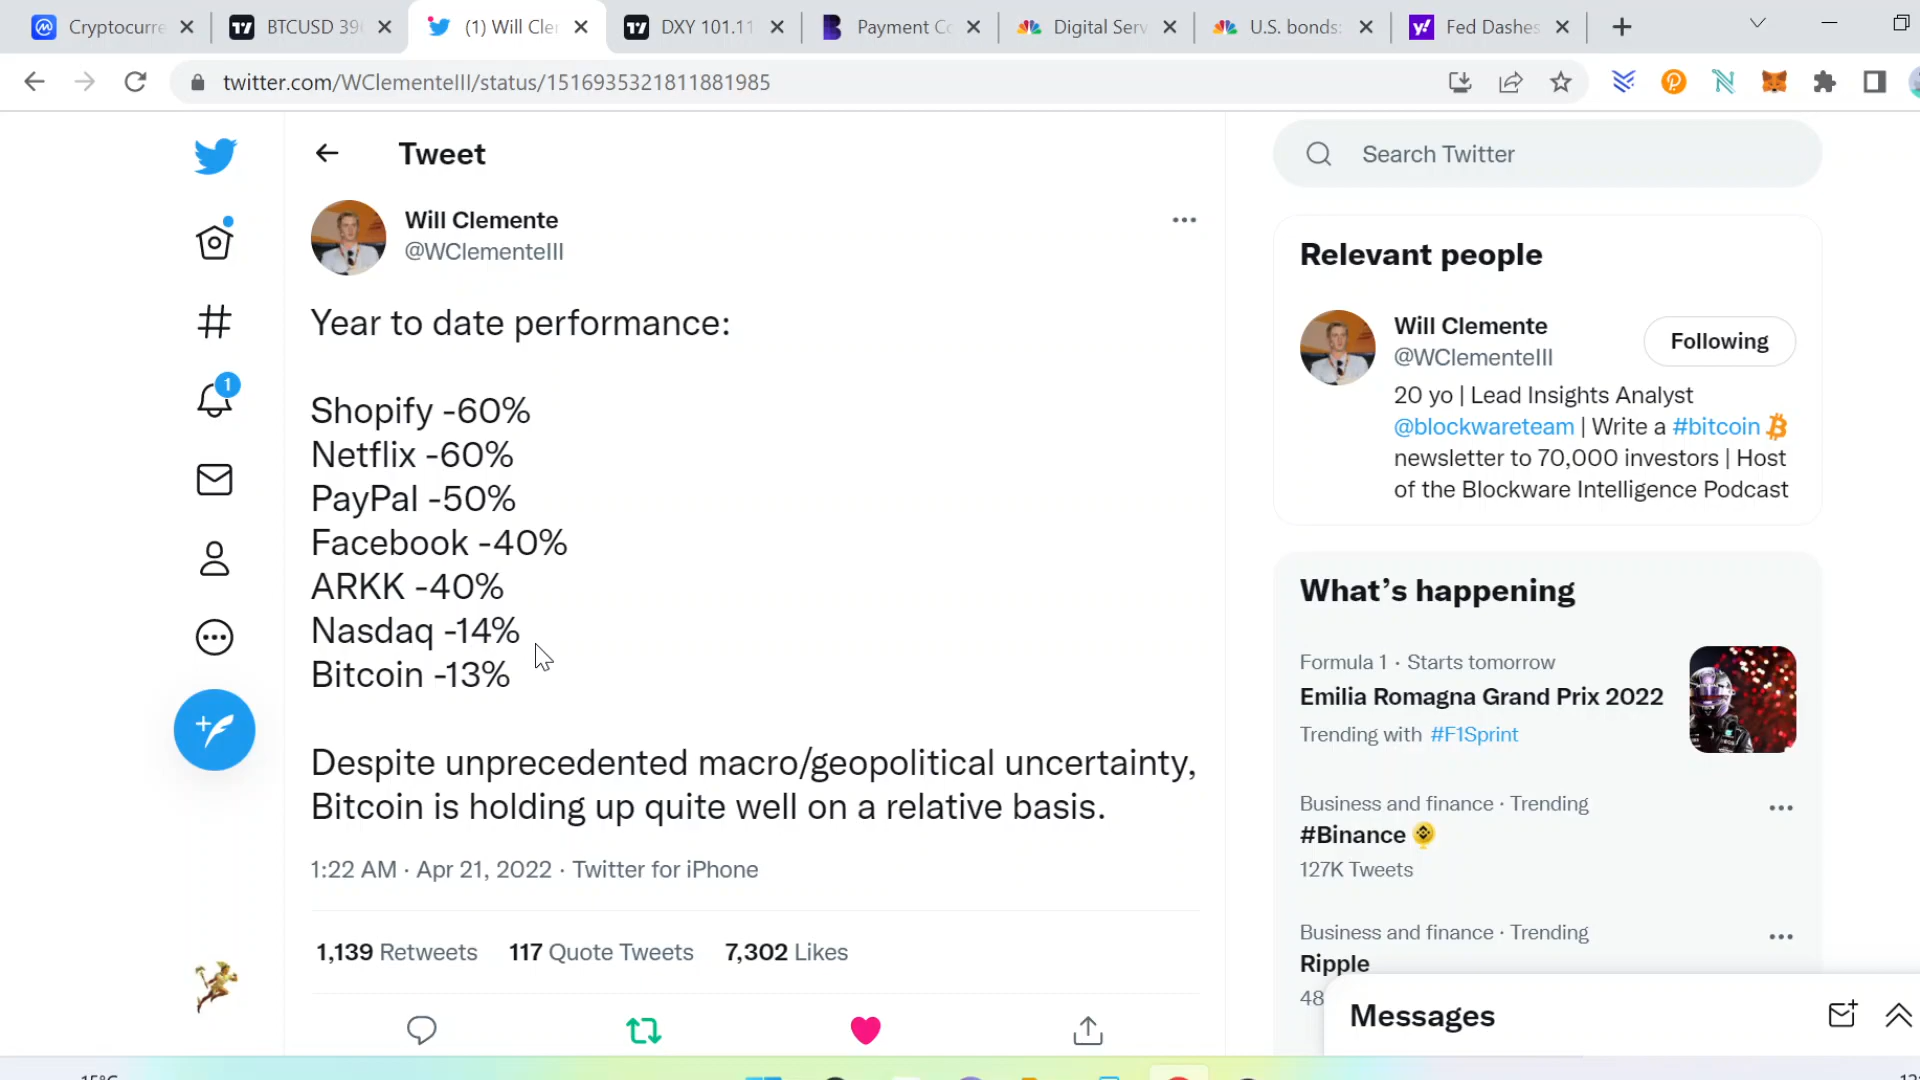 Cryptocurre
BTCUSD 390
(1) Will Cler
DXY 101.11
Payment Co
Digital Serv
U.S. bonds:
Fed Dashes
twitter.com/WClementeIII/status/1516935321811881985
Tweet
Will Clemente
@WClementeIII
Year to date performance:
Shopify -60%
Netflix -60%
PayPal -50%
Facebook -40%
ARKK -40%
Nasdaq -14%
Bitcoin -13%
Despite unprecedented macro/geopolitical uncertainty,
Bitcoin is holding up quite well on a relative basis.
1:22 AM · Apr 21, 2022 · Twitter for iPhone
1,139 Retweets 117 Quote Tweets 7,302 Likes
1
Search Twitter
Relevant people
Will Clemente
@WClementeIII
Following
20 yo | Lead Insights Analyst
@blockwareteam | Write a #bitcoin
newsletter to 70,000 investors | Host
of the Blockware Intelligence Podcast
What's happening
Formula 1 · Starts tomorrow
Emilia Romagna Grand Prix 2022
Trending with #F1Sprint
Business and finance · Trending
#Binance
127K Tweets
Business and finance · Trending
Ripple
48
Messages